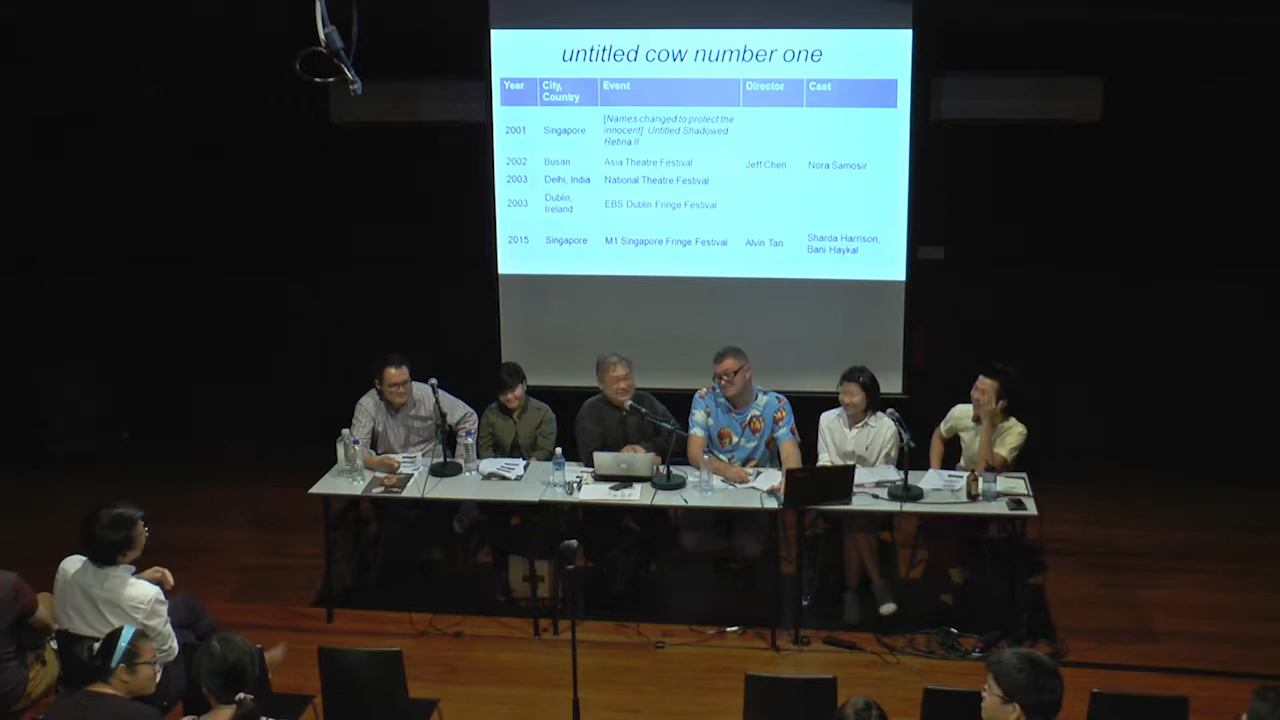 untitled cow number one
Year City, Country Event Director Cast
2001 Singapore [Names changed to protect the innocent] Untitled Shadowed Retina II
2002 Busan Asia Theatre Festival Jeff Chen Nora Samosir
2003 Delhi, India National Theatre Festival
2003 Dublin, Ireland EBS Dublin Fringe Festival
2015 Singapore M1 Singapore Fringe Festival Alvin Tan Sharda Harrison, Bani Haykal